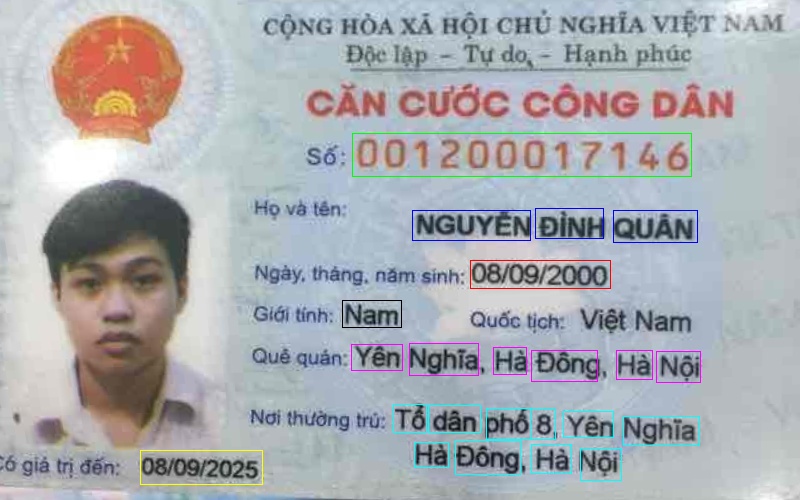 CỘNG HÒA XÃ HỘI CHỦ NGHĨA VIỆT NAM
Độc lập - Tự do - Hạnh phúc
CĂN CƯỚC CÔNG DÂN
Số: 001200017146
Họ và tên:
NGUYỄN ĐÌNH QUÂN
Ngày, tháng, năm sinh: 08/09/2000
Giới tính: Nam Quốc tịch: Việt Nam
Quê quán: Yên Nghĩa, Hà Đông, Hà Nội
Nơi thường trú: Tổ dân phố 8, Yên Nghĩa
Hà Đông, Hà Nội
Có giá trị đến: 08/09/2025